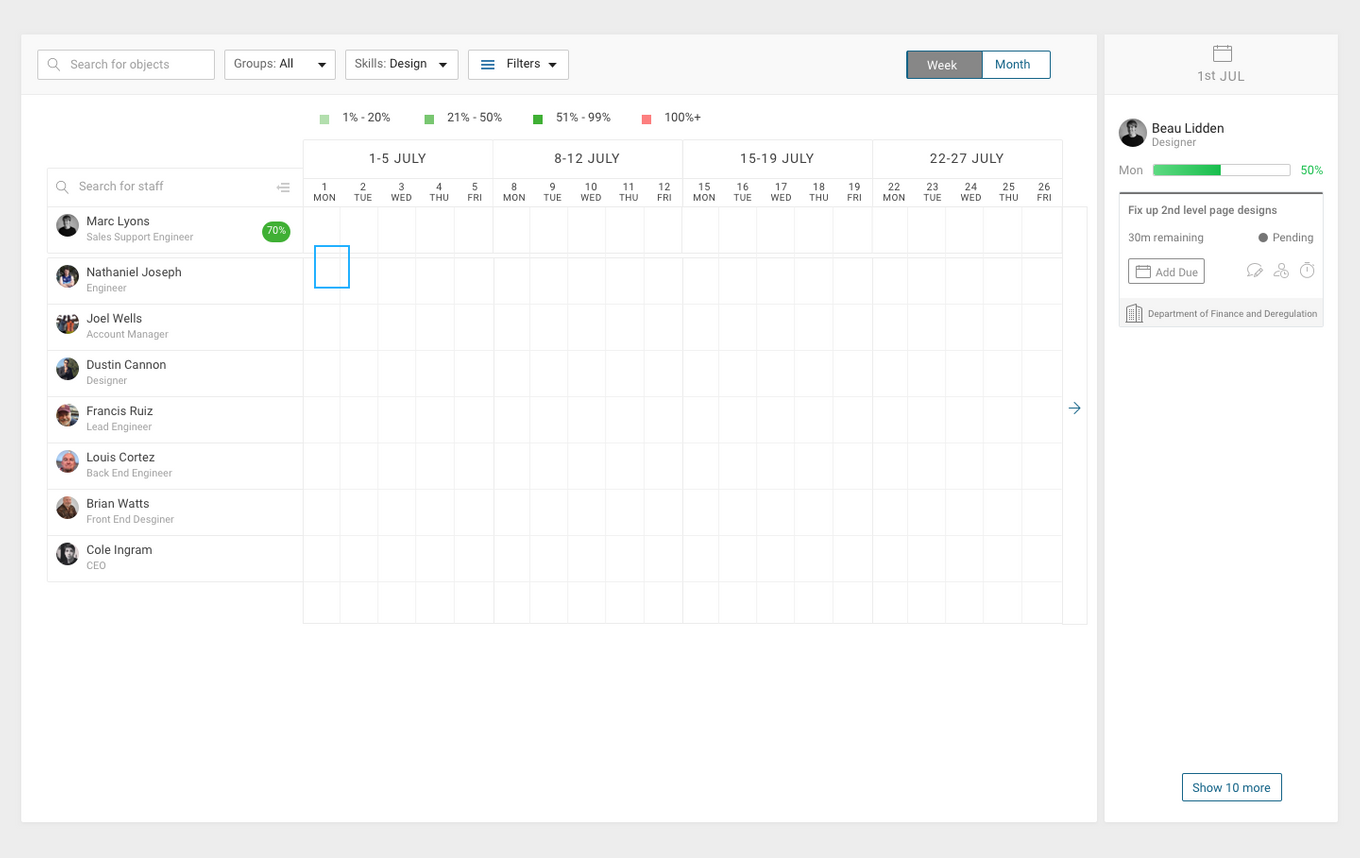 Search for objects
Groups: All
Skills: Design
Filters
Week
Month
1st JUL
1% - 20%
21% - 50%
51% - 99%
100%+
1-5 JULY
8-12 JULY
15-19 JULY
22-27 JULY
Search for staff
1 2 3 4 5 8 9 10 11 12 15 16 17 18 19 22 23 24 25 26
MON TUE WED THU FRI MON TUE WED THU FRI MON TUE WED THU FRI MON TUE WED THU FRI
Marc Lyons
Sales Support Engineer
70%
Nathaniel Joseph
Engineer
Joel Wells
Account Manager
Dustin Cannon
Designer
Francis Ruiz
Lead Engineer
Louis Cortez
Back End Engineer
Brian Watts
Front End Desginer
Cole Ingram
CEO
Beau Lidden
Designer
Mon
50%
Fix up 2nd level page designs
30m remaining
Pending
Add Due
Department of Finance and Deregulation
Show 10 more